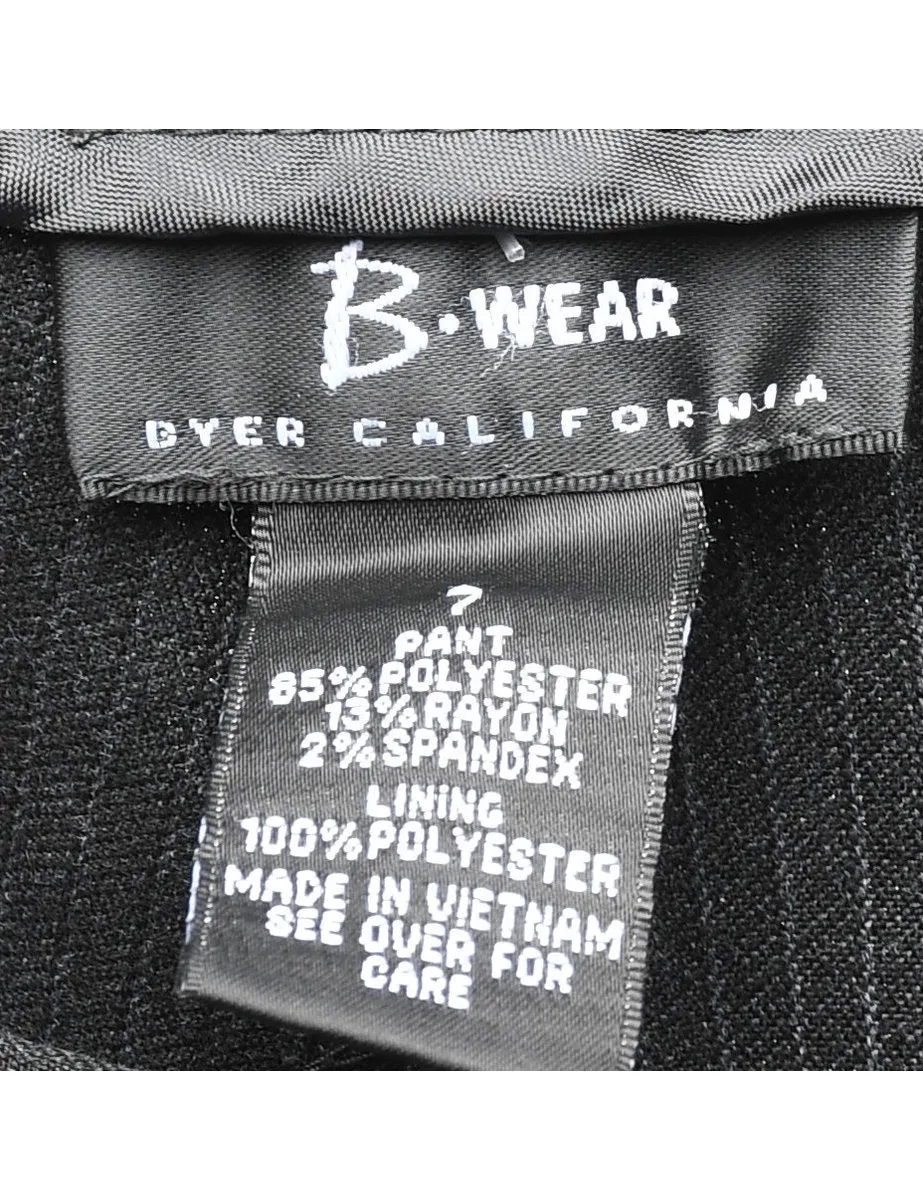 B•WEAR
BYER CALIFORNIA
7
PANT
85% POLYESTER
13% RAYON
2% SPANDEX
LINING
100% POLYESTER
MADE IN VIETNAM
SEE OVER FOR
CARE